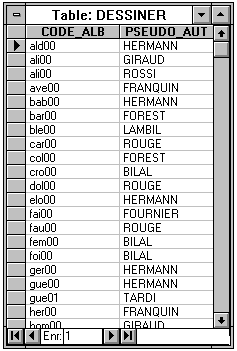 Table: DESSINER
CODE_ALB PSEUDO_AUT
ald00 HERMANN
ali00 GIRAUD
ali00 ROSSI
ave00 FRANQUIN
bab00 HERMANN
bar00 FOREST
ble00 LAMBIL
car00 ROUGE
col00 FOREST
cro00 BILAL
dol00 ROUGE
elo00 HERMANN
fai00 FOURNIER
fau00 ROUGE
fem00 BILAL
foi00 BILAL
ger00 HERMANN
gue00 HERMANN
gue01 TARDI
her00 FRANQUIN
hom00 GIRAUD
Enr: 1